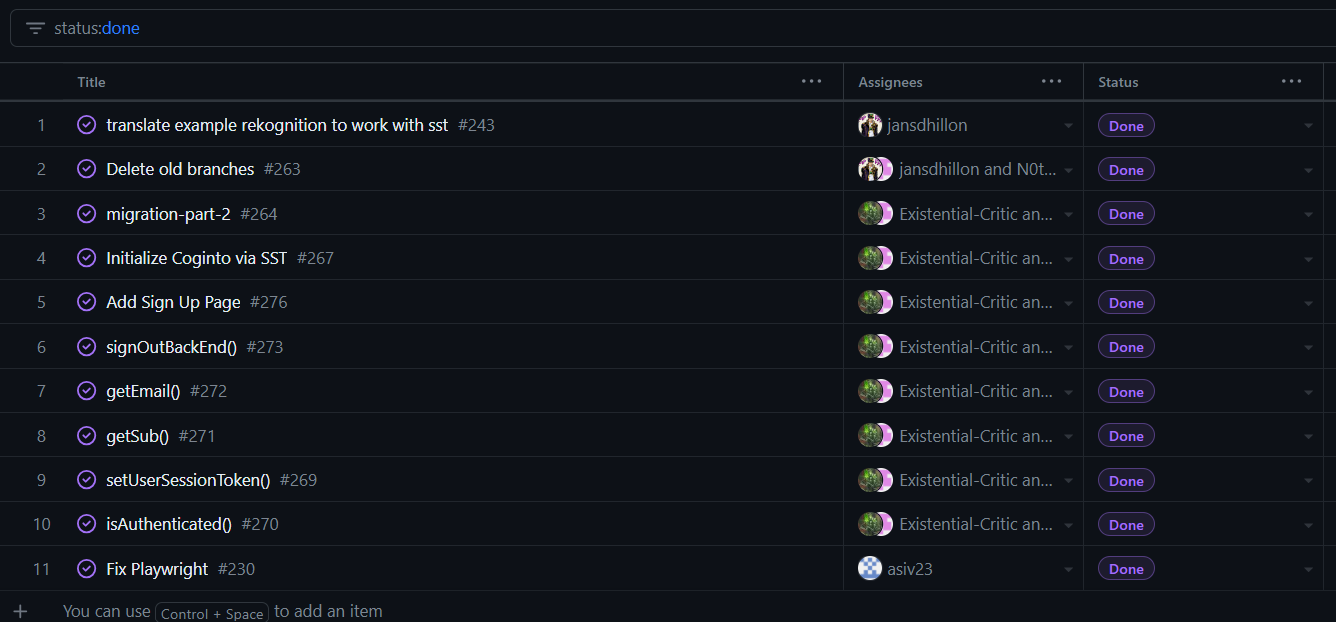 status:done
Title ... Assignees ... Status ...
1 translate example rekognition to work with sst #243 jansdhillon Done
2 Delete old branches #263 jansdhillon and N0t... Done
3 migration-part-2 #264 Existential-Critic an... Done
4 Initialize Coginto via SST #267 Existential-Critic an... Done
5 Add Sign Up Page #276 Existential-Critic an... Done
6 signOutBackEnd() #273 Existential-Critic an... Done
7 getEmail() #272 Existential-Critic an... Done
8 getSub() #271 Existential-Critic an... Done
9 setUserSessionToken() #269 Existential-Critic an... Done
10 isAuthenticated() #270 Existential-Critic an... Done
11 Fix Playwright #230 asiv23 Done
+ You can use Control + Space to add an item